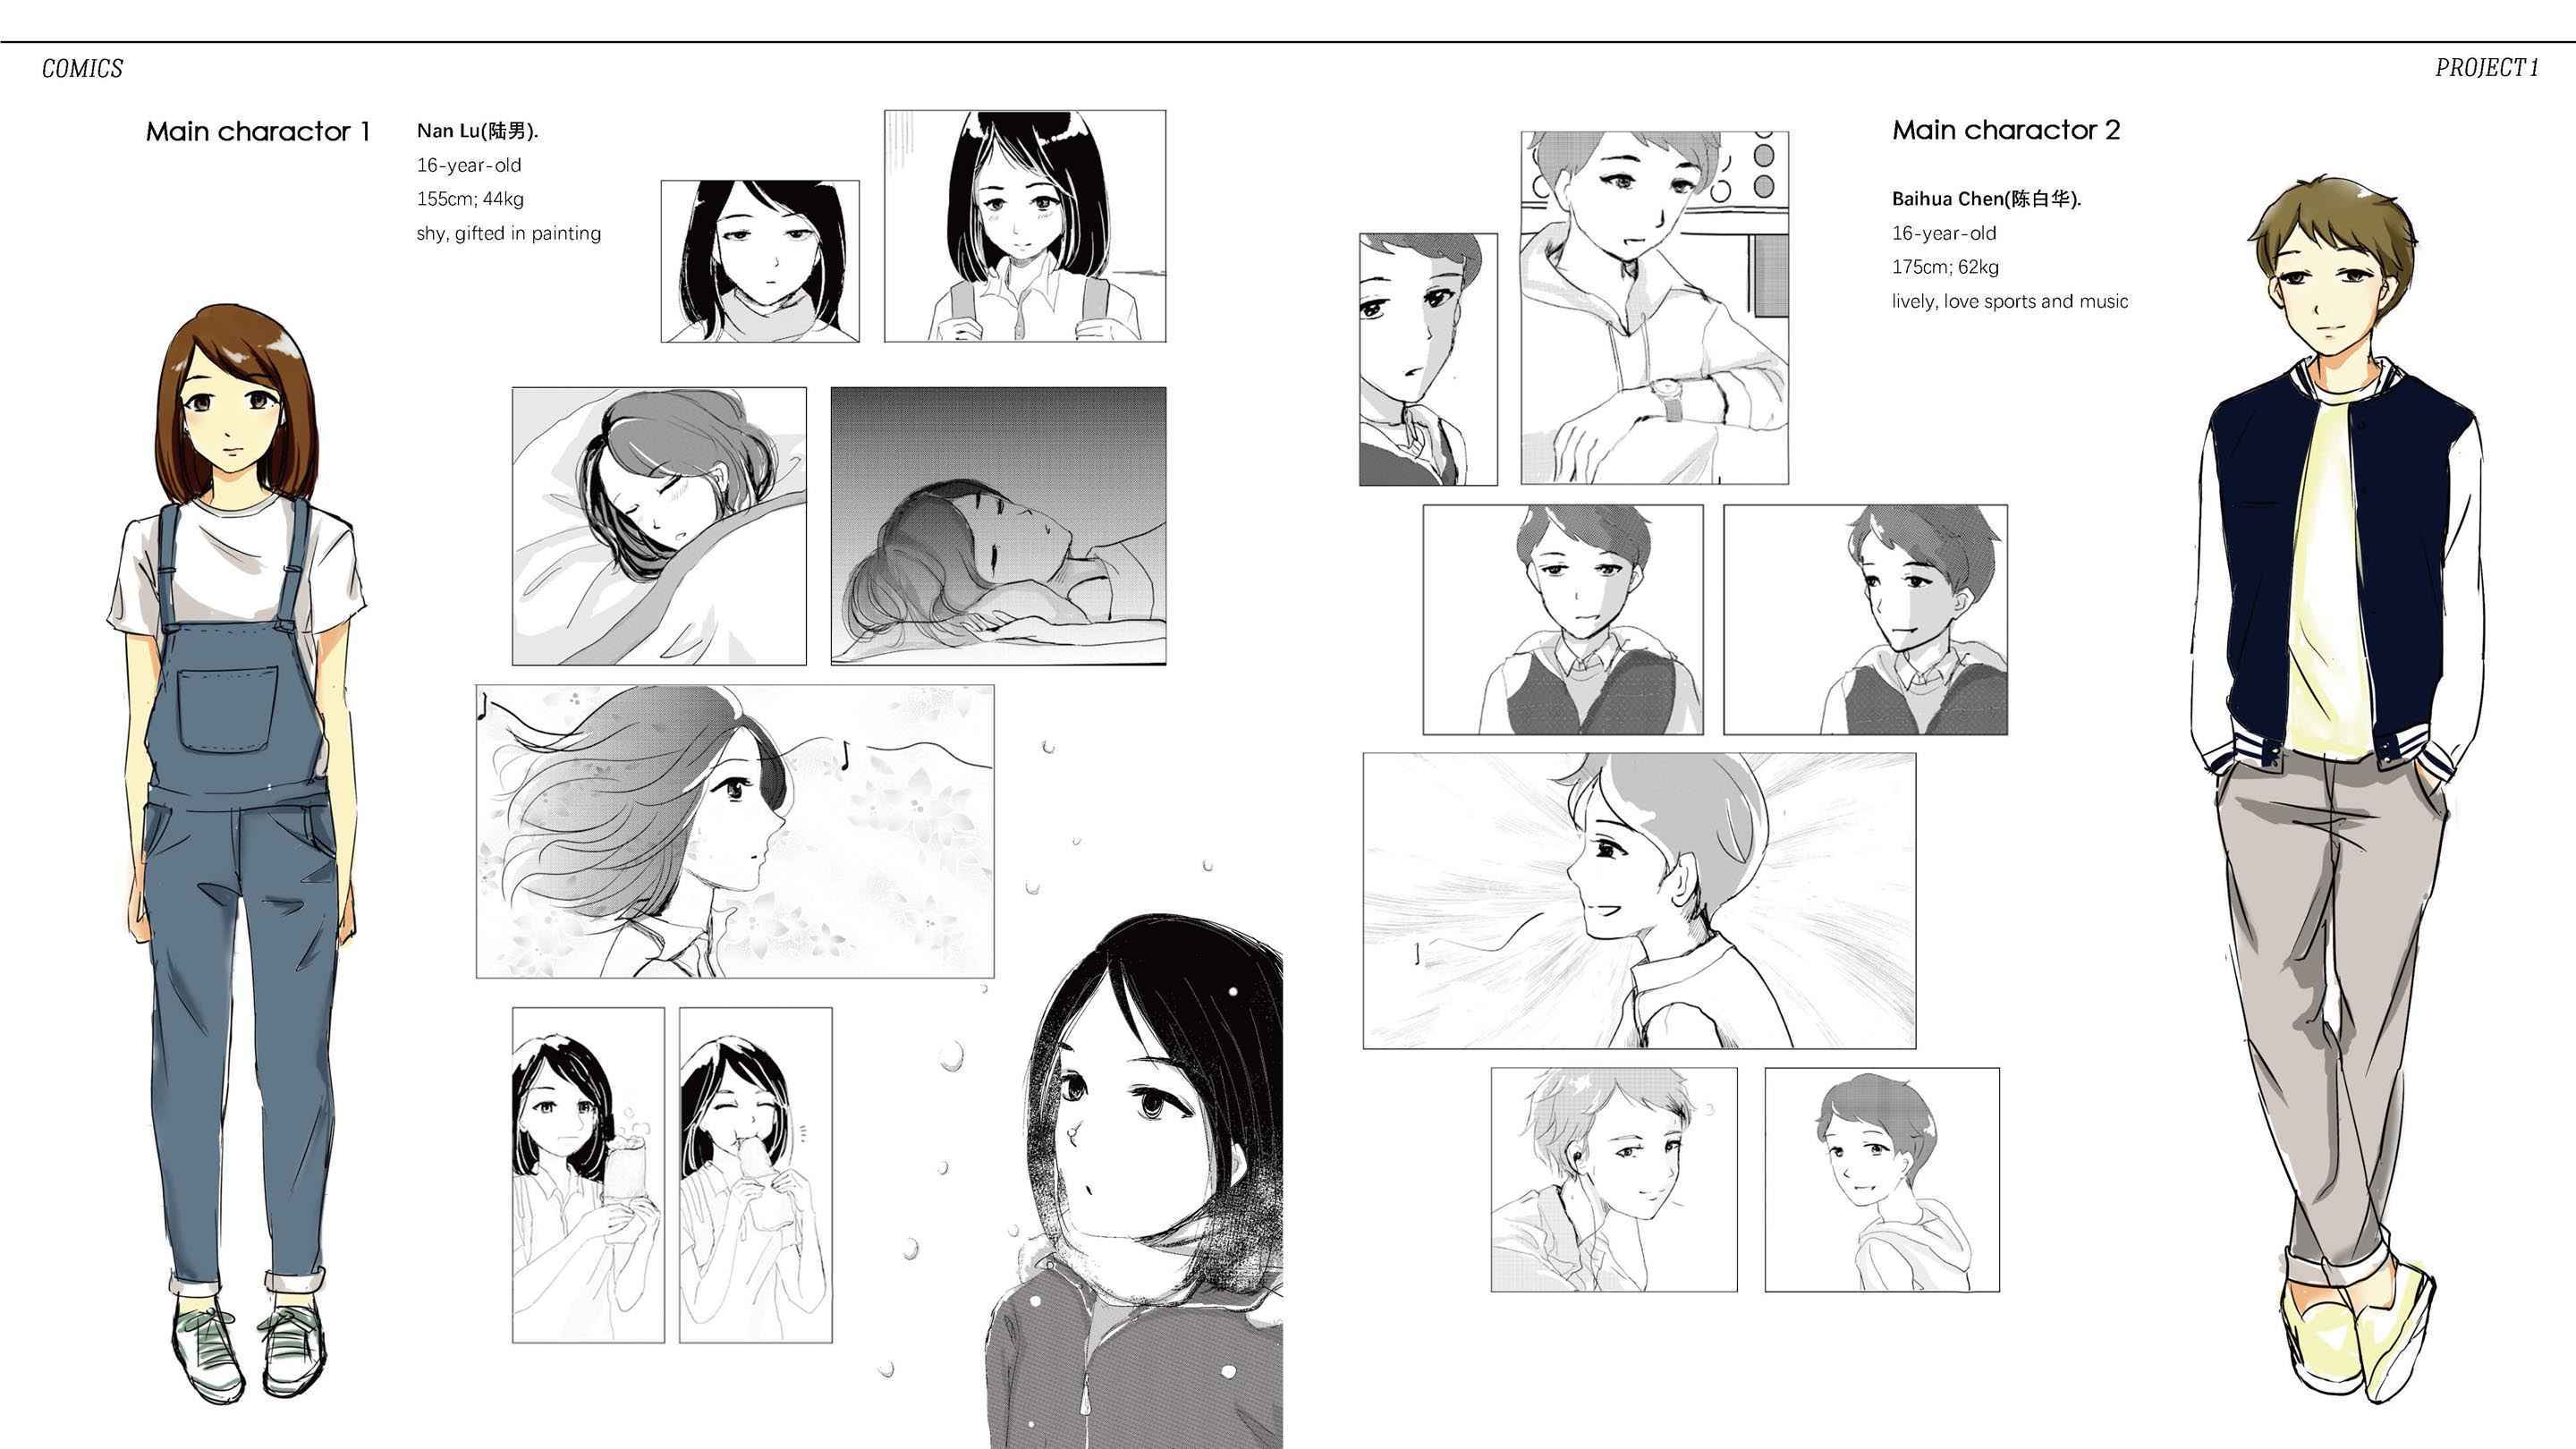 COMICS
PROJECT 1
Main charactor 1
Nan Lu(陆男).
16-year-old
155cm; 44kg
shy, gifted in painting
Main charactor 2
Baihua Chen(陈白华).
16-year-old
175cm; 62kg
lively, love sports and music